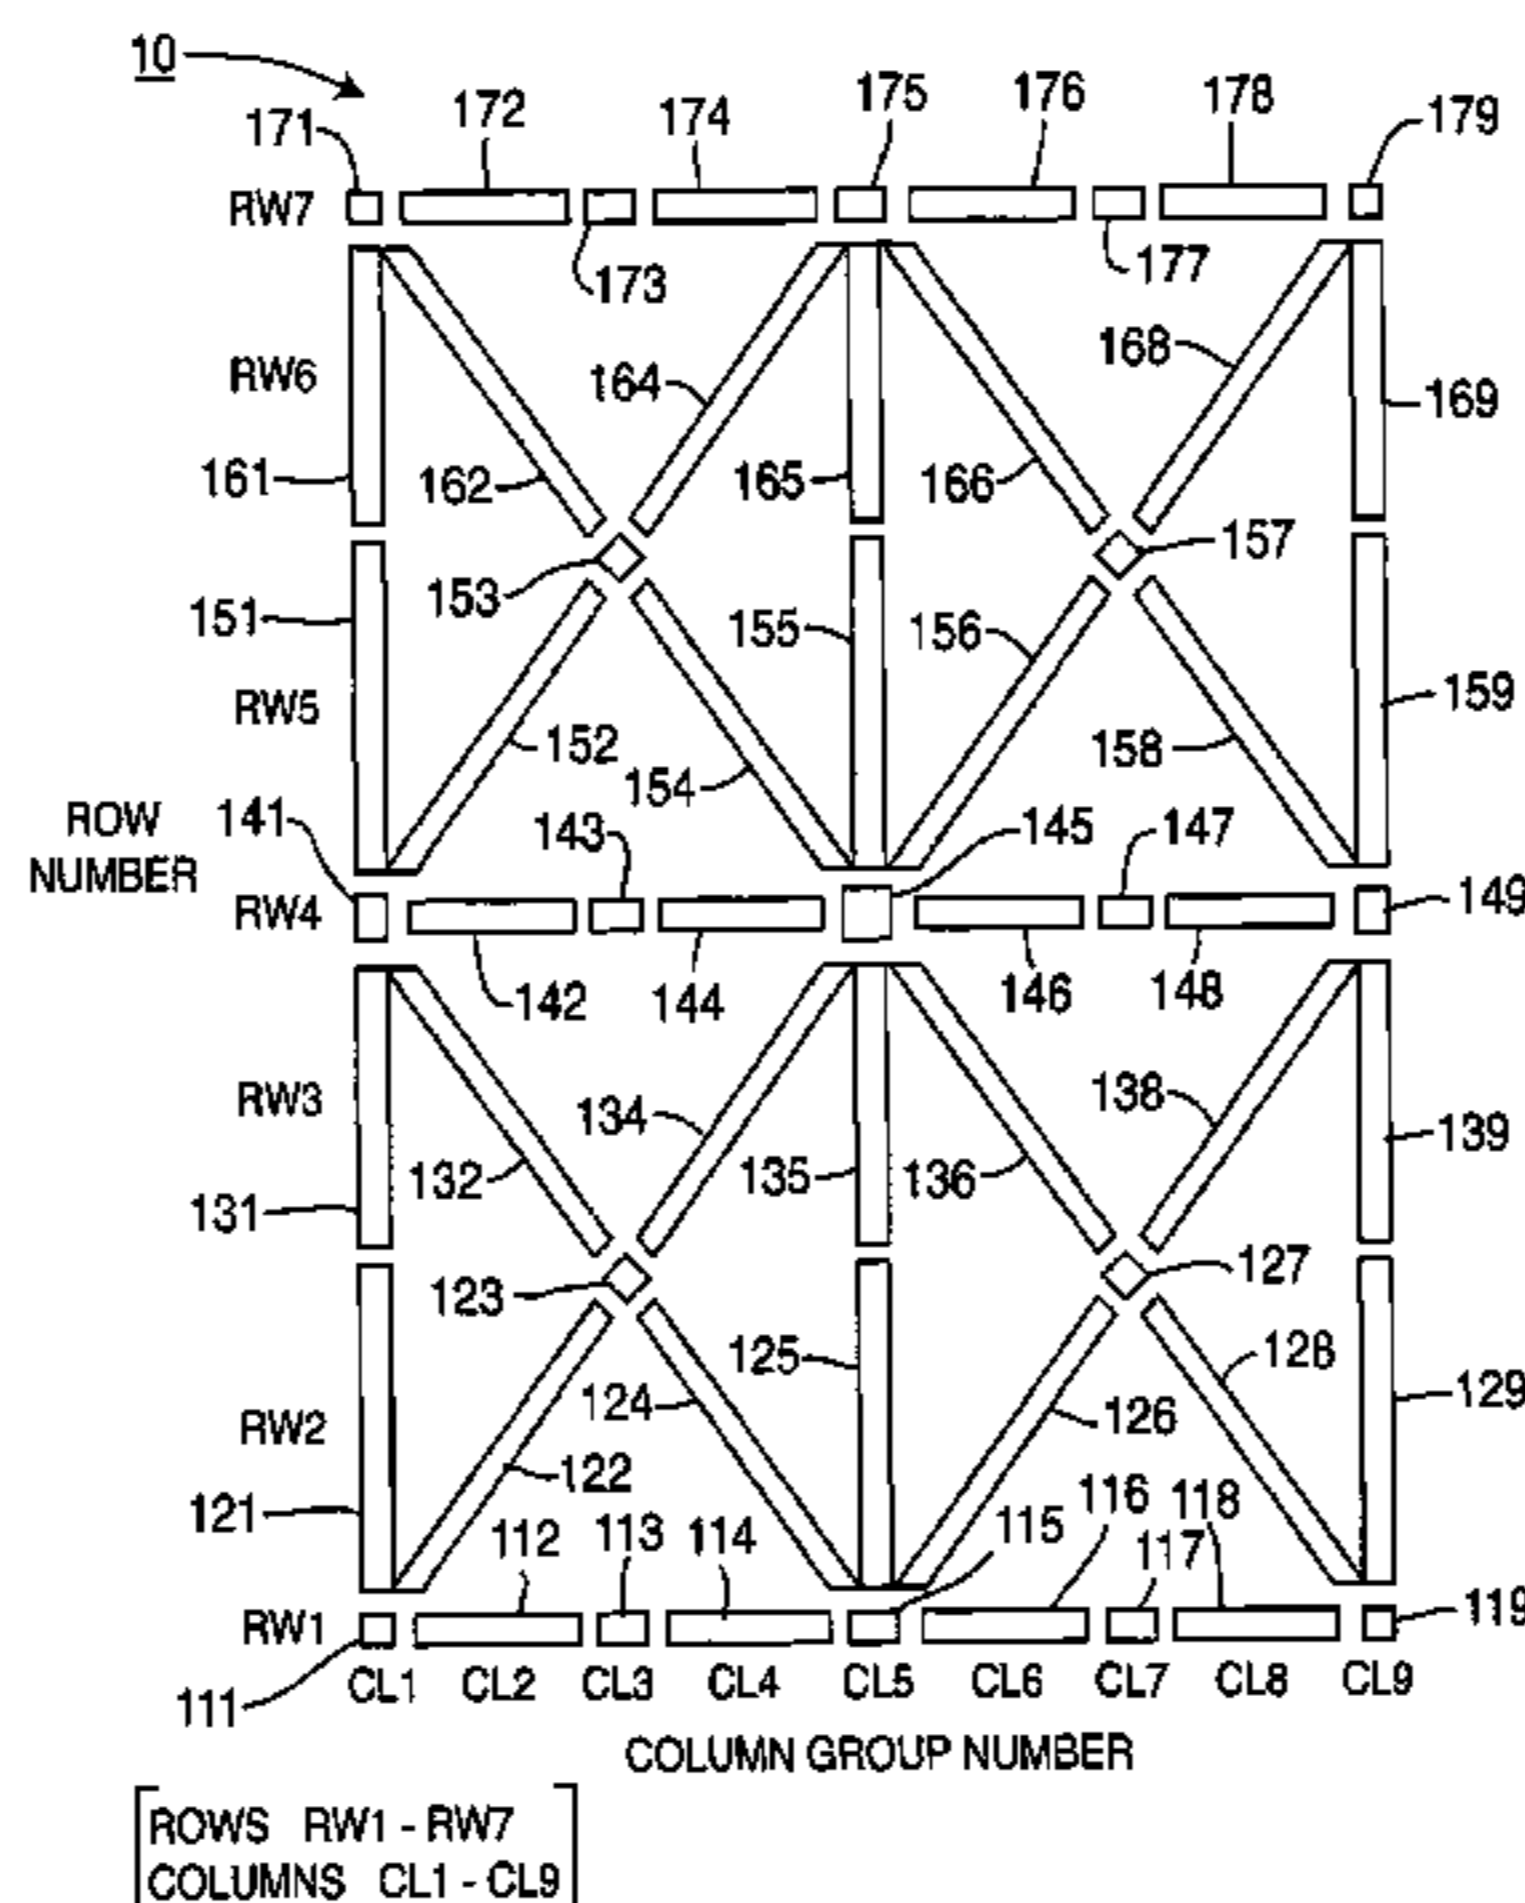 10
171 172 174 175 176 178 179
RW7
173 177
RW6 164 168 169
161 162 165 166
153 157
151 155 156
RW5 152 154 158 159
ROW NUMBER
141 143 145 147
RW4 149
142 144 146 148
RW3 134 138 139
131 132 135 136
123 127
125 128 129
124 126
RW2 122
121 112 113 114 115 116 117 118
RW1 119
111 CL1 CL2 CL3 CL4 CL5 CL6 CL7 CL8 CL9
COLUMN GROUP NUMBER
ROWS RW1 - RW7
COLUMNS CL1 - CL9